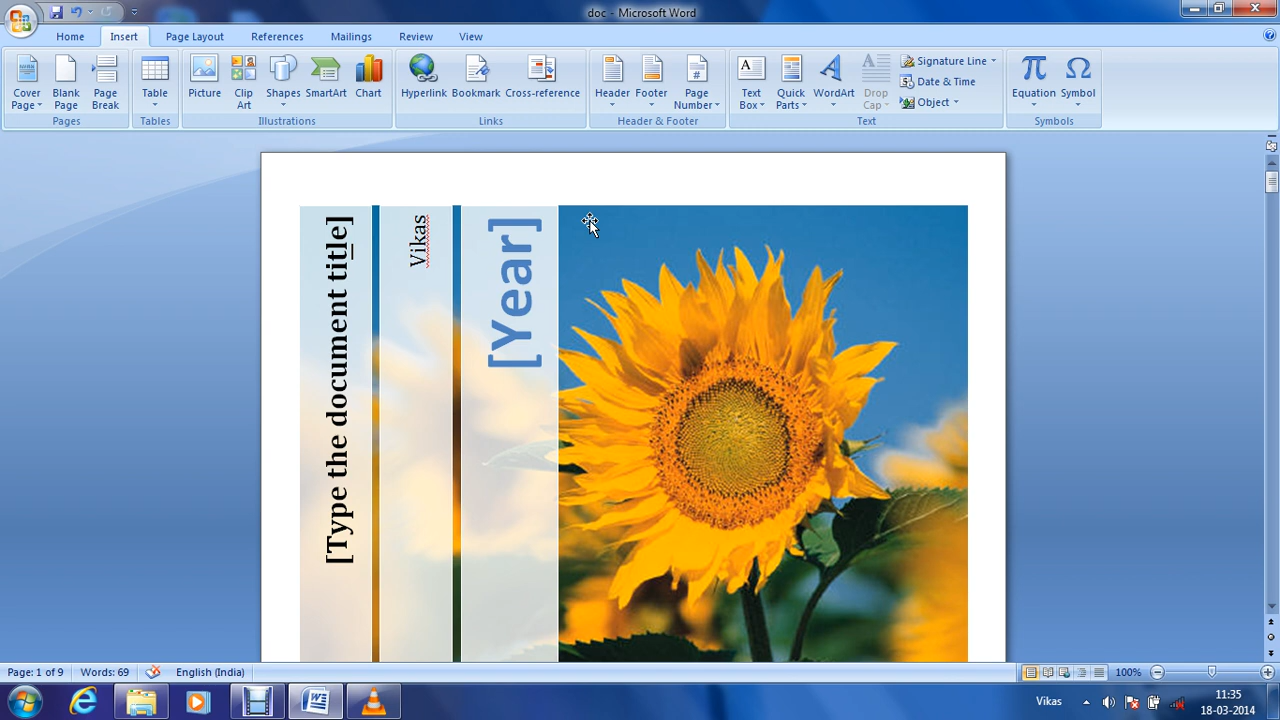 doc - Microsoft Word
Home Insert Page Layout References Mailings Review View
Cover Page
Blank Page
Page Break
Table
Picture
Clip Art
Shapes
SmartArt
Chart
Hyperlink
Bookmark
Cross-reference
Header
Footer
Page Number
Text Box
Quick Parts
WordArt
Drop Cap
Signature Line
Date & Time
Object
Equation
Symbol
Pages
Tables
Illustrations
Links
Header & Footer
Text
Symbols
[Type the document title]
Vikas
[Year]
Page: 1 of 9 Words: 69 English (India) 100%
Vikas
11:35
18-03-2014